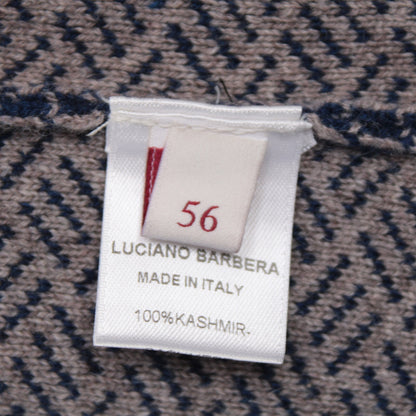 56
LUCIANO BARBERA
MADE IN ITALY
100%KASHMIR-